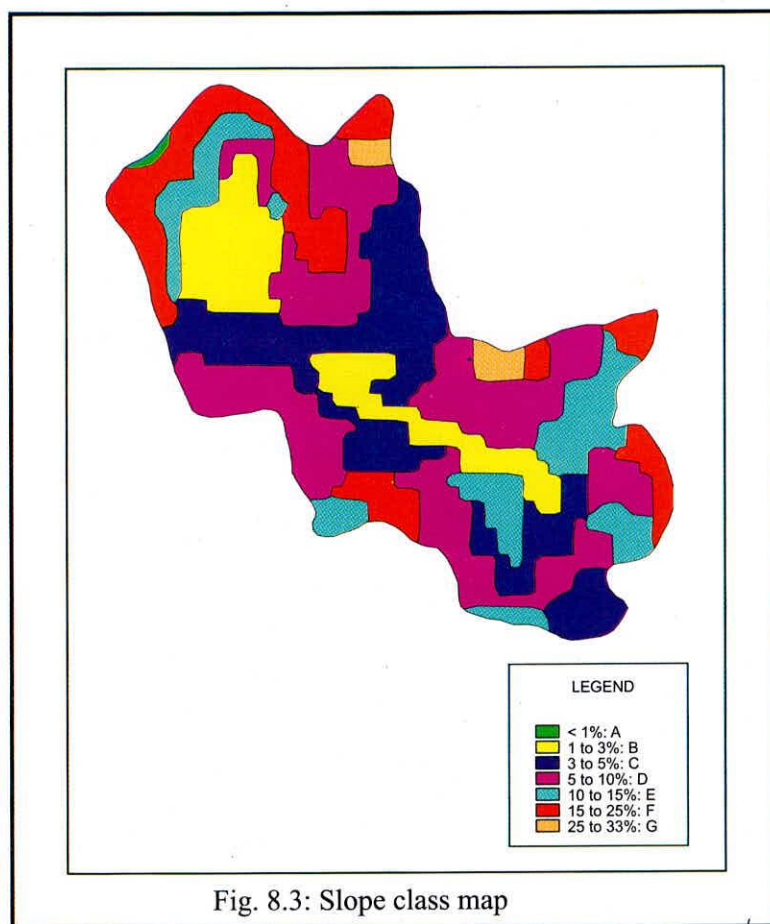 LEGEND
< 1%: A
1 to 3%: B
3 to 5%: C
5 to 10%: D
10 to 15%: E
15 to 25%: F
25 to 33%: G
Fig. 8.3: Slope class map